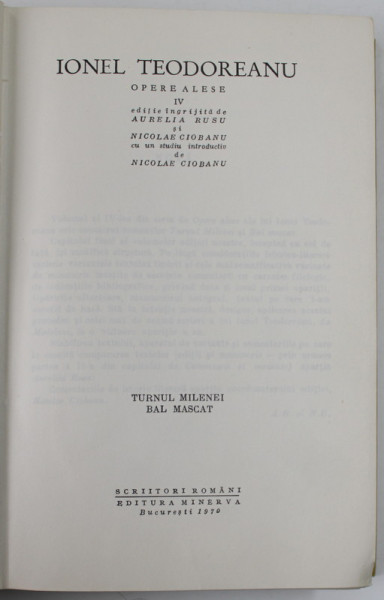 IONEL TEODOREANU
OPERE ALESE
IV
ediție îngrijită de
AURELIA RUSU
și
NICOLAE CIOBANU
cu un studiu introductiv
de
NICOLAE CIOBANU
TURNUL MILENEI
BAL MASCAT
SCRIITORI ROMÂNI
EDITURA MINERVA
București 1970